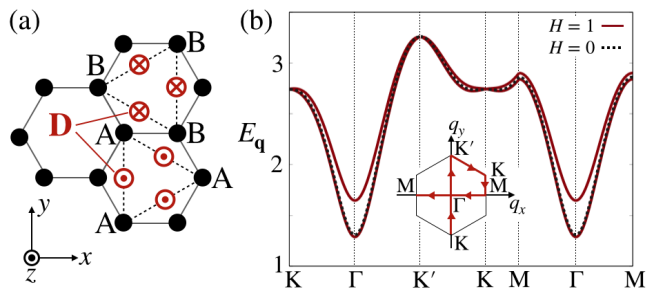 (a)
B
B
D
A
B
A
A
y
z
x
(b)
H = 1
H = 0
3
E_q
2
1
q_y
K′
K
M
M
Γ
q_x
K
K Γ K′ K M Γ M